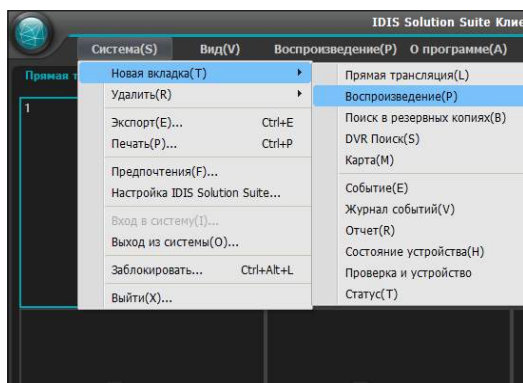 IDIS Solution Suite
Система(S) Вид(V) Воспроизведение(P) О программе(A)
Прямая
1
Новая вкладка(T)
Удалить(R)
Экспорт(E)... Ctrl+E
Печать(P)... Ctrl+P
Предпочтения(F)...
Настройка IDIS Solution Suite...
Вход в систему(I)...
Выход из системы(O)...
Заблокировать... Ctrl+Alt+L
Выйти(X)...
Прямая трансляция(L)
Воспроизведение(P)
Поиск в резервных копиях(B)
DVR Поиск(S)
Карта(M)
Событие(E)
Журнал событий(V)
Отчет(R)
Состояние устройства(H)
Проверка и устройство
Статус(T)